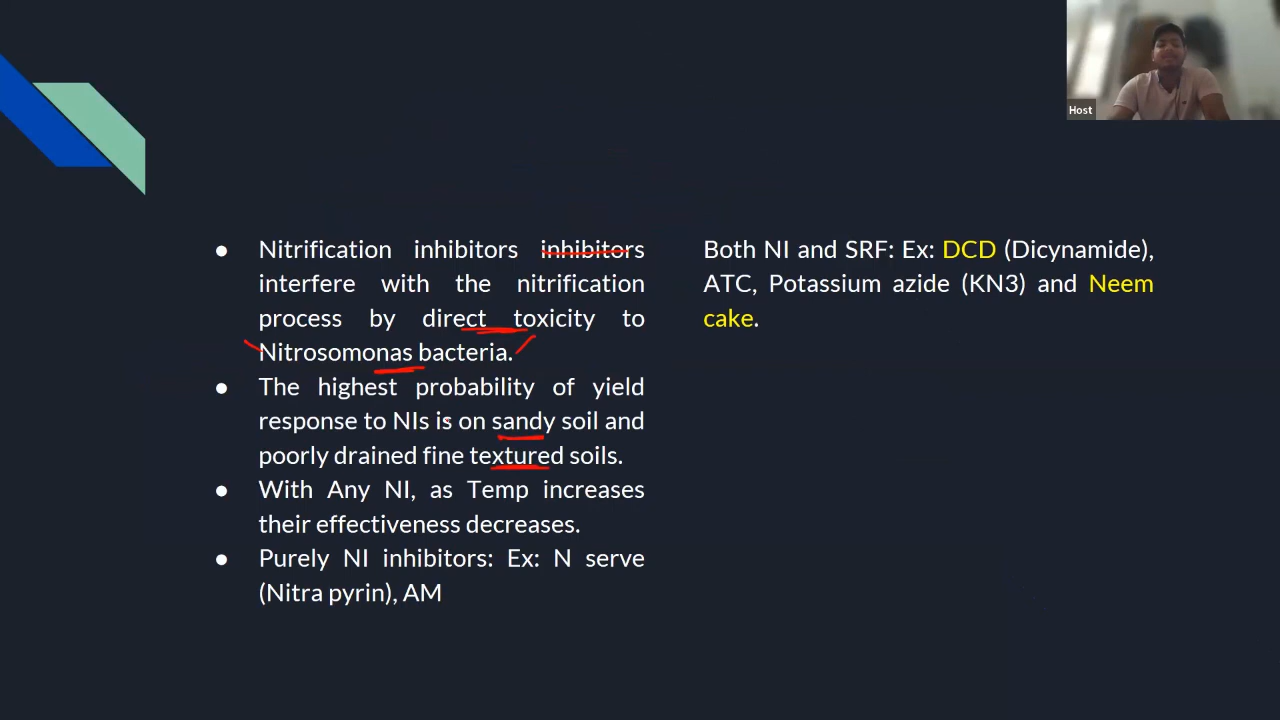 Host
● Nitrification inhibitors inhibitors
interfere with the nitrification
process by direct toxicity to
Nitrosomonas bacteria.
● The highest probability of yield
response to NIs is on sandy soil and
poorly drained fine textured soils.
● With Any NI, as Temp increases
their effectiveness decreases.
● Purely NI inhibitors: Ex: N serve
(Nitra pyrin), AM
Both NI and SRF: Ex: DCD (Dicynamide),
ATC, Potassium azide (KN3) and Neem
cake.